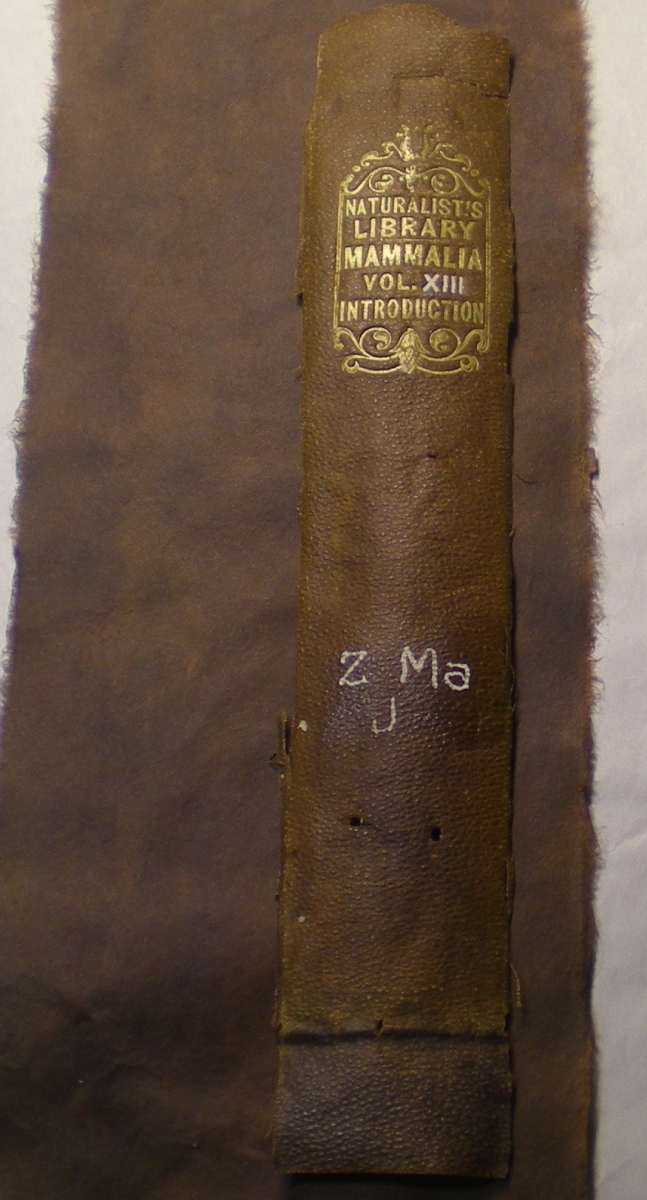 NATURALIST'S
LIBRARY
MAMMALIA
VOL. XIII
INTRODUCTION
Z Ma
J